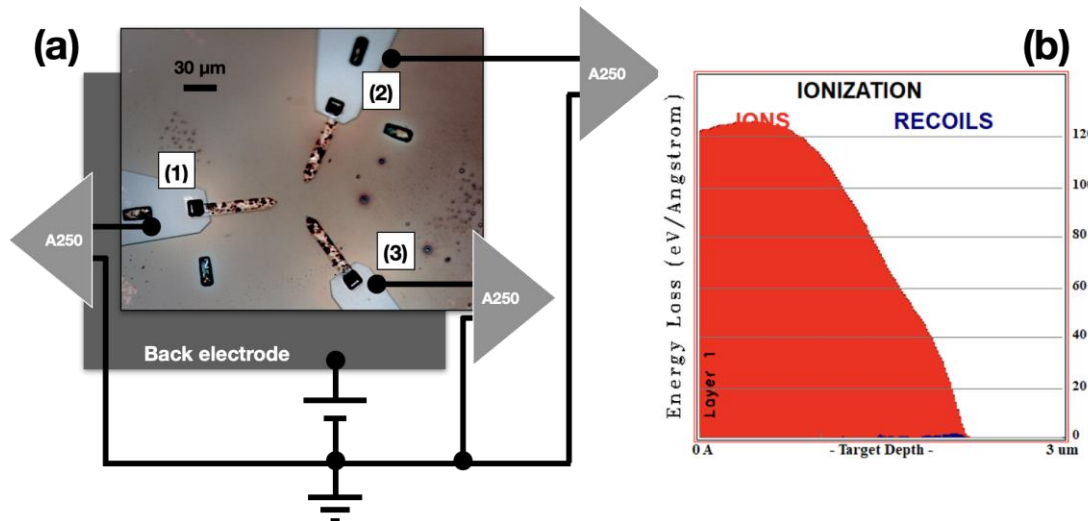 (a)
30 µm
(1)
(2)
(3)
A250
A250
A250
Back electrode
(b)
IONIZATION
IONS
RECOILS
Energy Loss (eV/Angstrom)
Layer 1
120
100
80
60
40
20
0
0 A
- Target Depth -
3 um